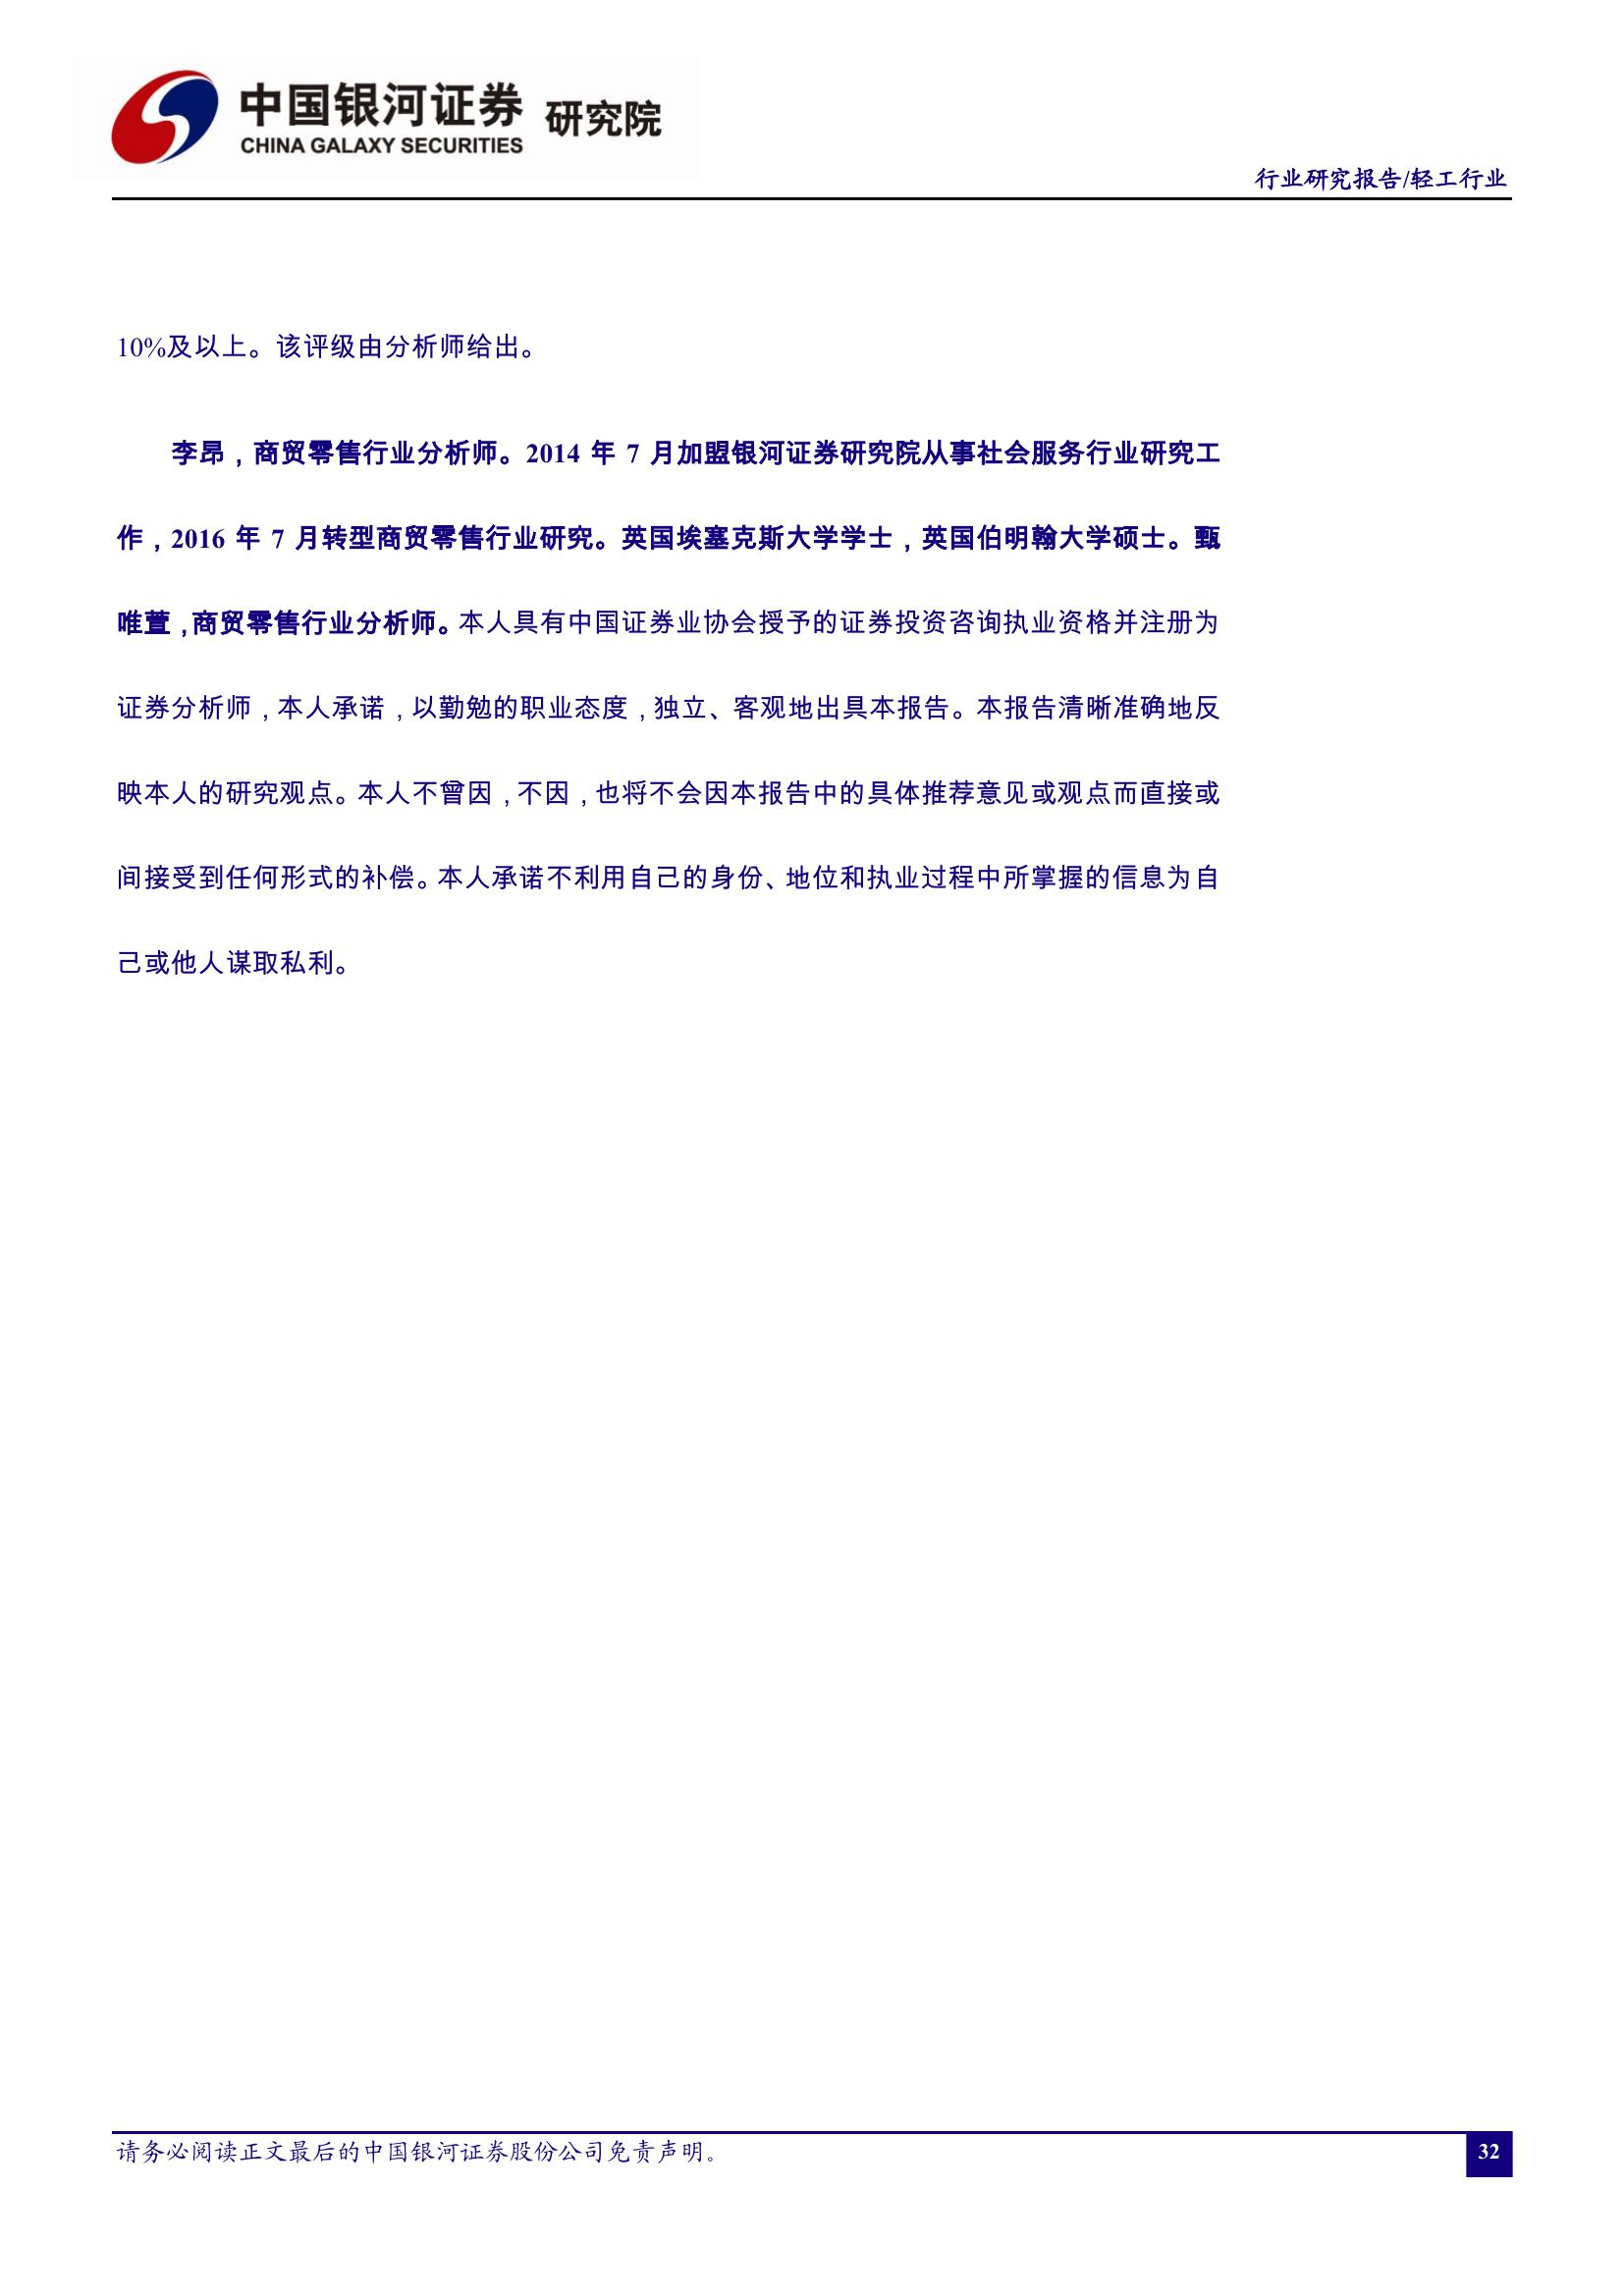 中国银河证券 研究院
CHINA GALAXY SECURITIES
行业研究报告/轻工行业
10%及以上。该评级由分析师给出。
李昂，商贸零售行业分析师。2014 年 7 月加盟银河证券研究院从事社会服务行业研究工
作，2016 年 7 月转型商贸零售行业研究。英国埃塞克斯大学学士，英国伯明翰大学硕士。甄
唯萱，商贸零售行业分析师。本人具有中国证券业协会授予的证券投资咨询执业资格并注册为
证券分析师，本人承诺，以勤勉的职业态度，独立、客观地出具本报告。本报告清晰准确地反
映本人的研究观点。本人不曾因，不因，也将不会因本报告中的具体推荐意见或观点而直接或
间接受到任何形式的补偿。本人承诺不利用自己的身份、地位和执业过程中所掌握的信息为自
己或他人谋取私利。
请务必阅读正文最后的中国银河证券股份公司免责声明。
32